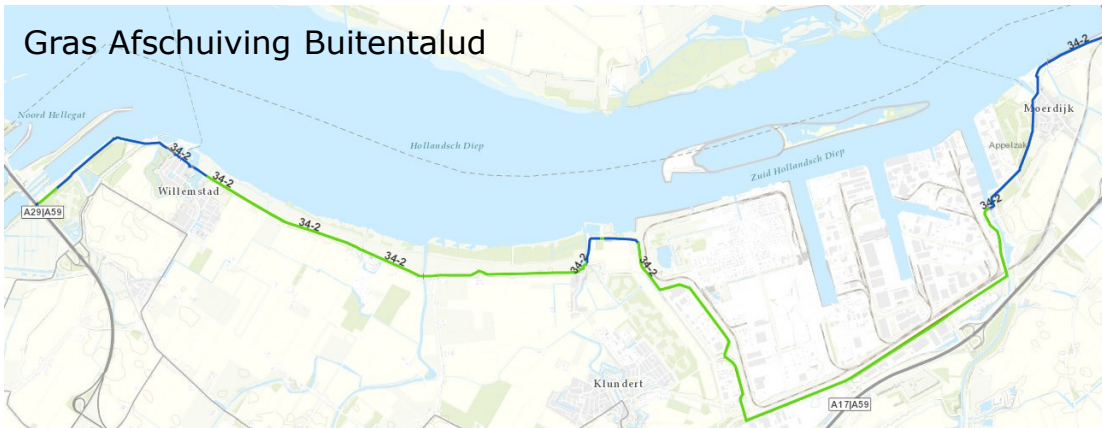 Gras Afschuiving Buitentalud
34-2
Moerdijk
Noord Hellegat
Hollandsch Diep
Appelzak
34-2
Zuid Hollandsch Diep
Willemstad
34-2
34-2
A29|A59
34-2
34-2
34-2
34-2
Klundert
A17|A59